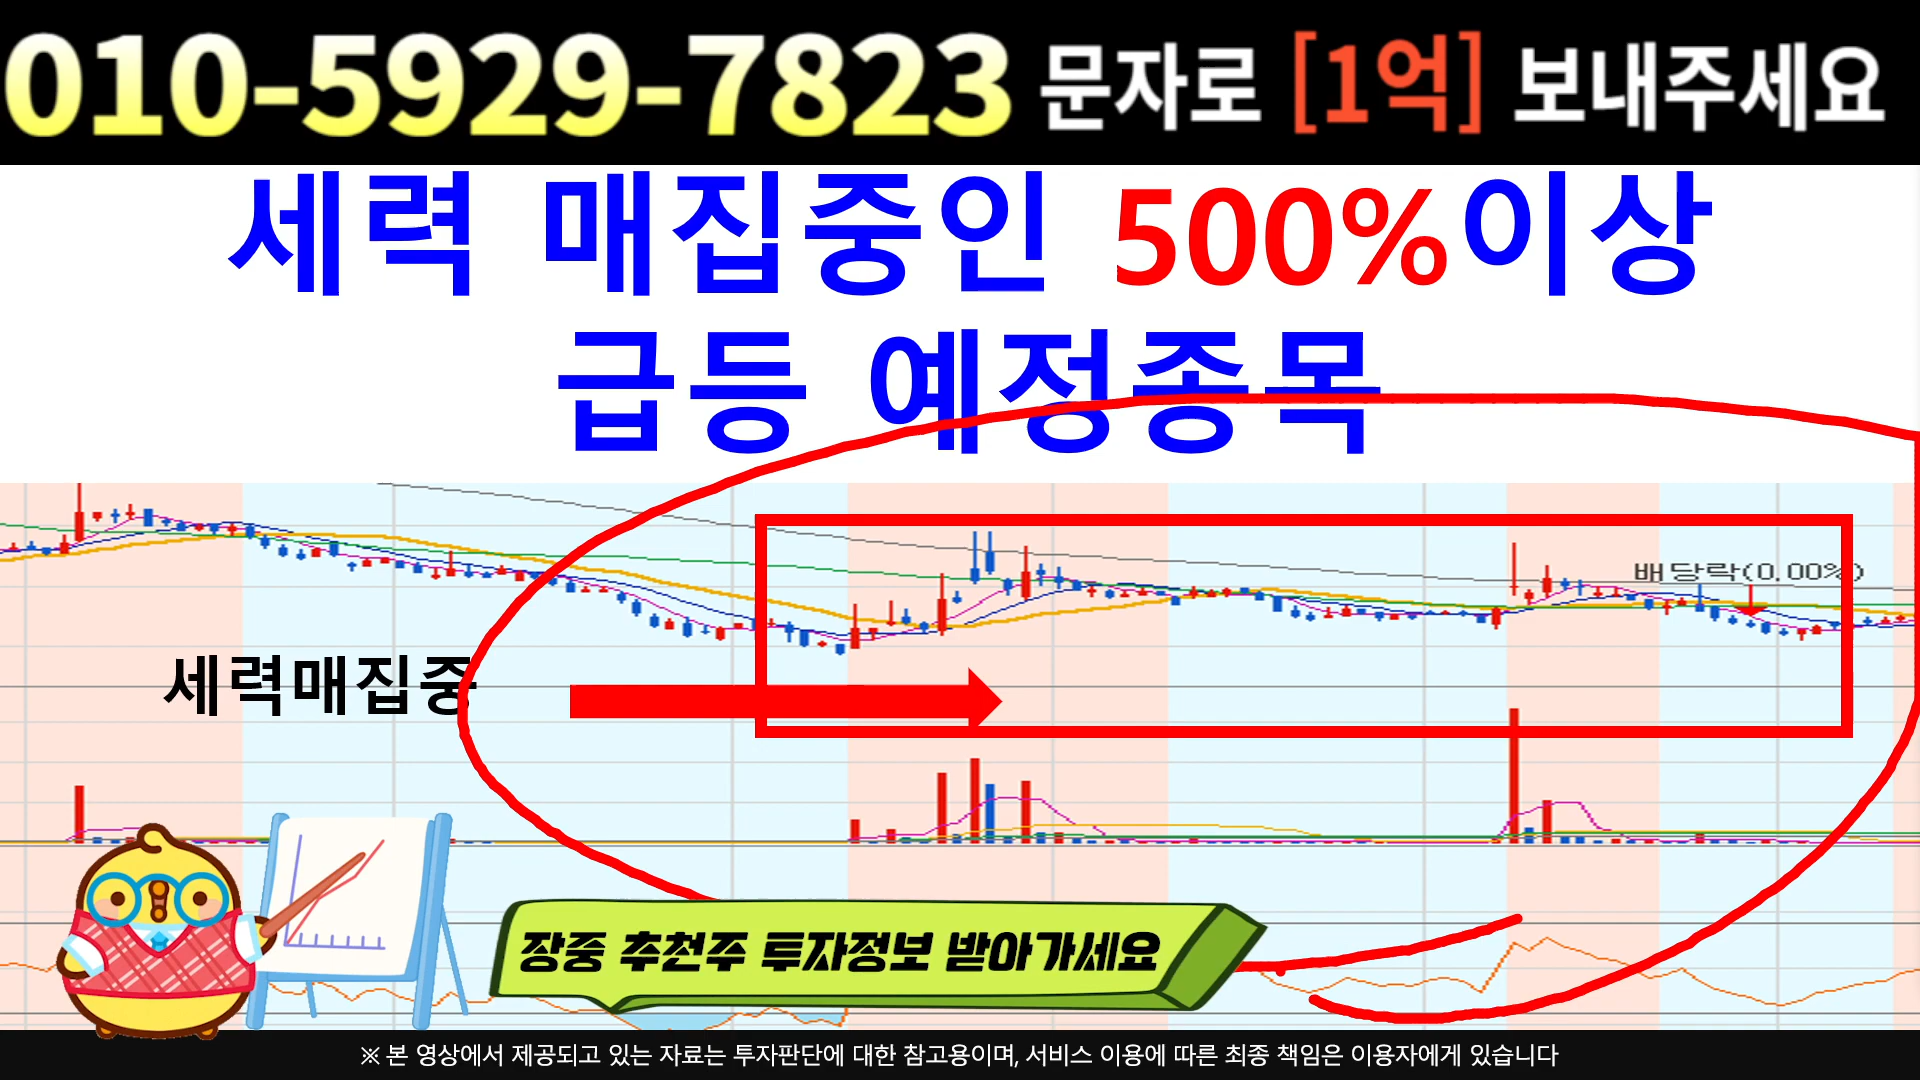 010-5929-7823 문자로 [1억] 보내주세요
세력 매집중인 500%이상
급등 예정종목
배당락(0.00%)
세력매집중
장중 추천주 투자정보 받아가세요
※ 본 영상에서 제공되고 있는 자료는 투자판단에 대한 참고용이며, 서비스 이용에 따른 최종 책임은 이용자에게 있습니다